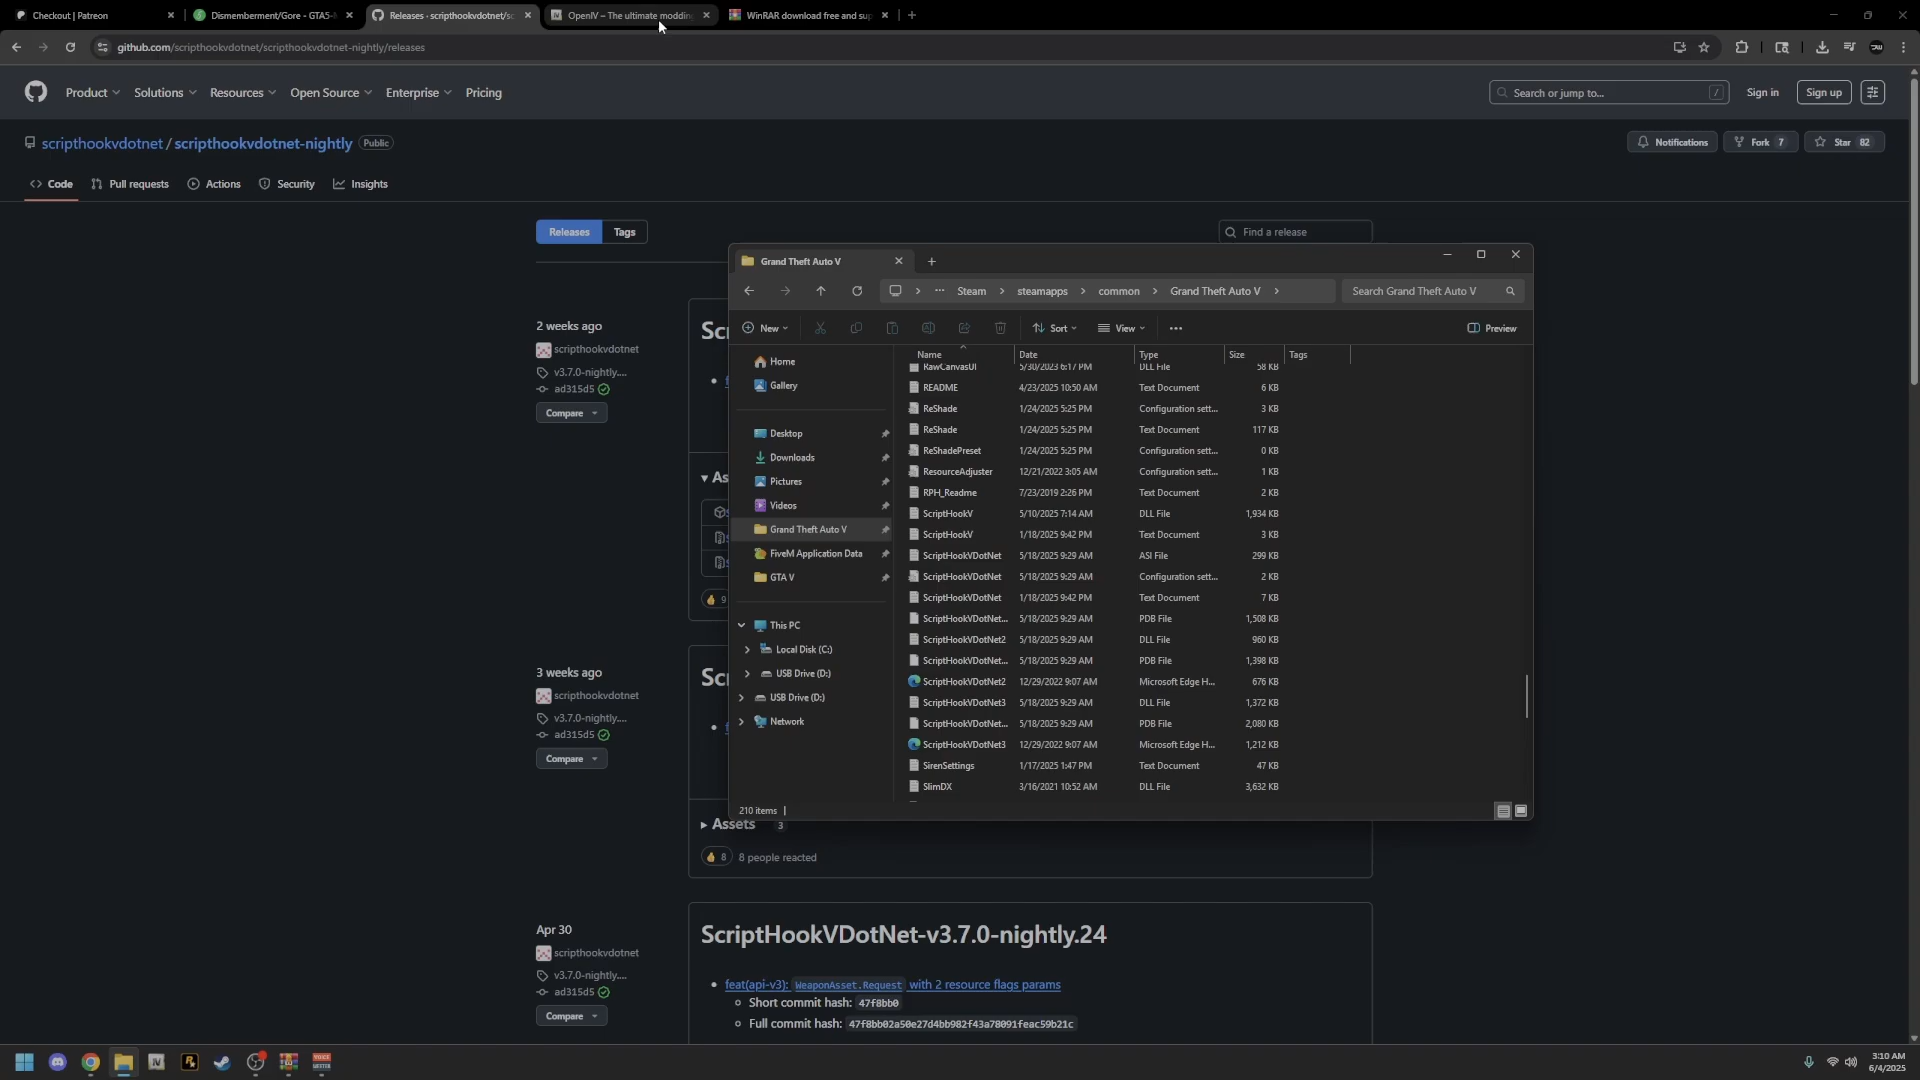 Checkout | Patreon
Dismemberment/Gore - GTA5-
Releases · scripthookvdotnet/sc
OpenIV – The ultimate modding
WinRAR download free and sup
github.com/scripthookvdotnet/scripthookvdotnet-nightly/releases
Product Solutions Resources Open Source Enterprise Pricing
Search or jump to... /
Sign in
Sign up
scripthookvdotnet / scripthookvdotnet-nightly Public
Notifications
Fork 7
Star 82
Code Pull requests Actions Security Insights
Releases Tags
Find a release
2 weeks ago
scripthookvdotnet
v3.7.0-nightly....
ad315d5
Compare
Sc
As
9
3 weeks ago
scripthookvdotnet
v3.7.0-nightly....
ad315d5
Compare
Sc
Assets 3
8 8 people reacted
Apr 30
scripthookvdotnet
v3.7.0-nightly....
ad315d5
Compare
ScriptHookVDotNet-v3.7.0-nightly.24
feat(api-v3): WeaponAsset.Request with 2 resource flags params
Short commit hash: 47f8bb0
Full commit hash: 47f8bb02a50e27d4bb982f43a78091feac59b21c
Grand Theft Auto V
Steam > steamapps > common > Grand Theft Auto V >
Search Grand Theft Auto V
New Sort View ... Preview
Home
Gallery
Desktop
Downloads
Pictures
Videos
Grand Theft Auto V
FiveM Application Data
GTA V
This PC
Local Disk (C:)
USB Drive (D:)
USB Drive (D:)
Network
Name Date Type Size Tags
RawCanvasUI 5/30/2023 6:17 PM DLL File 58 KB
README 4/23/2025 10:50 AM Text Document 6 KB
ReShade 1/24/2025 5:25 PM Configuration sett... 3 KB
ReShade 1/24/2025 5:25 PM Text Document 117 KB
ReShadePreset 1/24/2025 5:25 PM Configuration sett... 0 KB
ResourceAdjuster 12/21/2022 3:05 AM Configuration sett... 1 KB
RPH_Readme 7/23/2019 2:26 PM Text Document 2 KB
ScriptHookV 5/10/2025 7:14 AM DLL File 1,934 KB
ScriptHookV 1/18/2025 9:42 PM Text Document 3 KB
ScriptHookVDotNet 5/18/2025 9:29 AM ASI File 299 KB
ScriptHookVDotNet 5/18/2025 9:29 AM Configuration sett... 2 KB
ScriptHookVDotNet 1/18/2025 9:42 PM Text Document 7 KB
ScriptHookVDotNet... 5/18/2025 9:29 AM PDB File 1,508 KB
ScriptHookVDotNet2 5/18/2025 9:29 AM DLL File 960 KB
ScriptHookVDotNet... 5/18/2025 9:29 AM PDB File 1,398 KB
ScriptHookVDotNet2 12/29/2022 9:07 AM Microsoft Edge H... 676 KB
ScriptHookVDotNet3 5/18/2025 9:29 AM DLL File 1,372 KB
ScriptHookVDotNet... 5/18/2025 9:29 AM PDB File 2,080 KB
ScriptHookVDotNet3 12/29/2022 9:07 AM Microsoft Edge H... 1,212 KB
SirenSettings 1/17/2025 1:47 PM Text Document 47 KB
SlimDX 3/16/2021 10:52 AM DLL File 3,632 KB
210 items
3:10 AM
6/4/2025